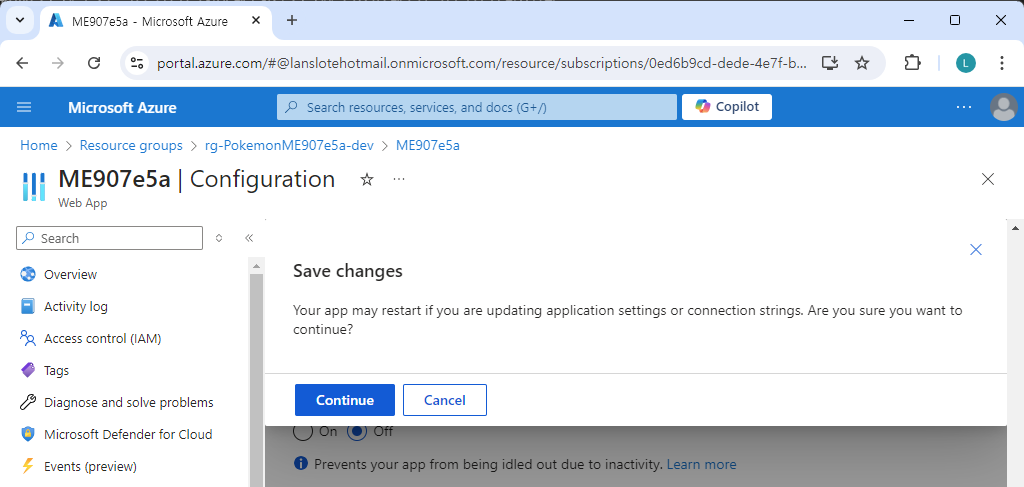 ME907e5a - Microsoft Azure
portal.azure.com/#@lanslotehotmail.onmicrosoft.com/resource/subscriptions/0ed6b9cd-dede-4e7f-b...
L
Microsoft Azure
Search resources, services, and docs (G+/)
Copilot
Home > Resource groups > rg-PokemonME907e5a-dev > ME907e5a
ME907e5a | Configuration
Web App
Search
Overview
Activity log
Access control (IAM)
Tags
Diagnose and solve problems
Microsoft Defender for Cloud
Events (preview)
Save changes
Your app may restart if you are updating application settings or connection strings. Are you sure you want to
continue?
Continue
Cancel
On Off
Prevents your app from being idled out due to inactivity. Learn more